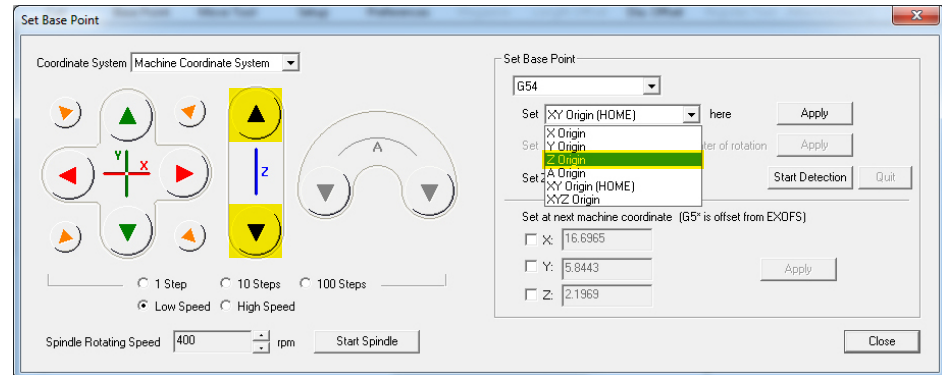 Set Base Point
Coordinate System Machine Coordinate System
Y
X
Z
A
1 Step 10 Steps 100 Steps
Low Speed High Speed
Spindle Rotating Speed 400 rpm Start Spindle
Set Base Point
G54
Set XY Origin (HOME) here Apply
X Origin
Y Origin
Z Origin
A Origin
XY Origin (HOME)
XYZ Origin
Set ter of rotation Apply
Set Z Start Detection Quit
Set at next machine coordinate (G5* is offset from EXOFS)
X: 16.6965
Y: 5.8443
Z: 2.1969
Apply
Close